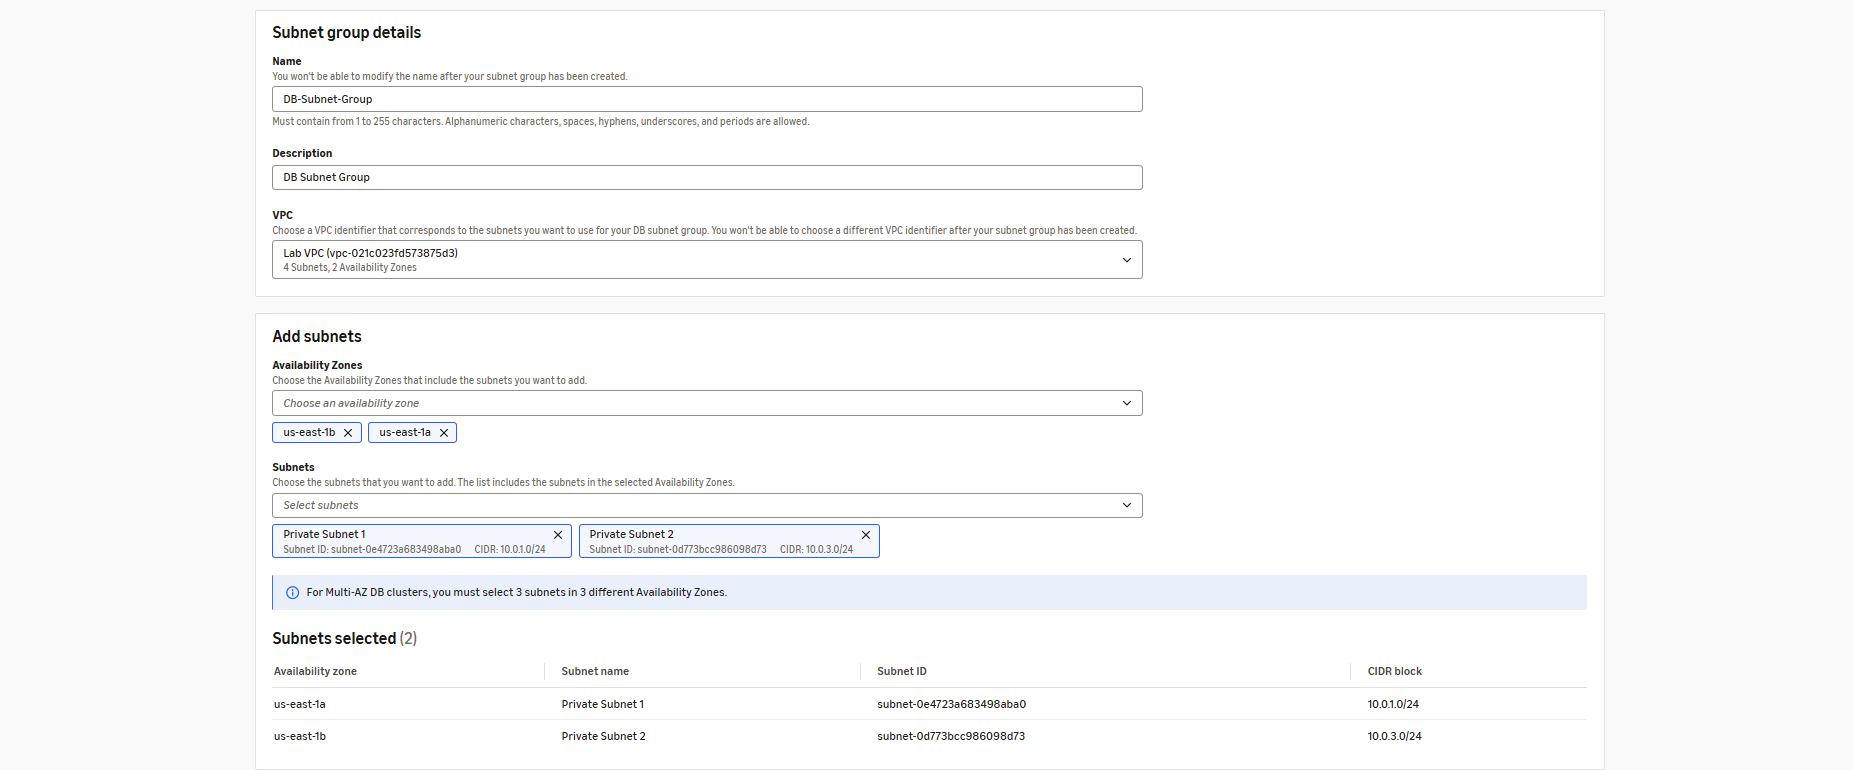 Subnet group details
Name
You won't be able to modify the name after your subnet group has been created.
DB-Subnet-Group
Must contain from 1 to 255 characters. Alphanumeric characters, spaces, hyphens, underscores, and periods are allowed.
Description
DB Subnet Group
VPC
Choose a VPC identifier that corresponds to the subnets you want to use for your DB subnet group. You won't be able to choose a different VPC identifier after your subnet group has been created.
Lab VPC (vpc-021c023fd573875d3)
4 Subnets, 2 Availability Zones
Add subnets
Availability Zones
Choose the Availability Zones that include the subnets you want to add.
Choose an availability zone
us-east-1b us-east-1a
Subnets
Choose the subnets that you want to add. The list includes the subnets in the selected Availability Zones.
Select subnets
Private Subnet 1 Private Subnet 2
Subnet ID: subnet-0e4723a683498aba0 CIDR: 10.0.1.0/24 Subnet ID: subnet-0d773bcc986098d73 CIDR: 10.0.3.0/24
For Multi-AZ DB clusters, you must select 3 subnets in 3 different Availability Zones.
Subnets selected (2)
Availability zone Subnet name Subnet ID CIDR block
us-east-1a Private Subnet 1 subnet-0e4723a683498aba0 10.0.1.0/24
us-east-1b Private Subnet 2 subnet-0d773bcc986098d73 10.0.3.0/24